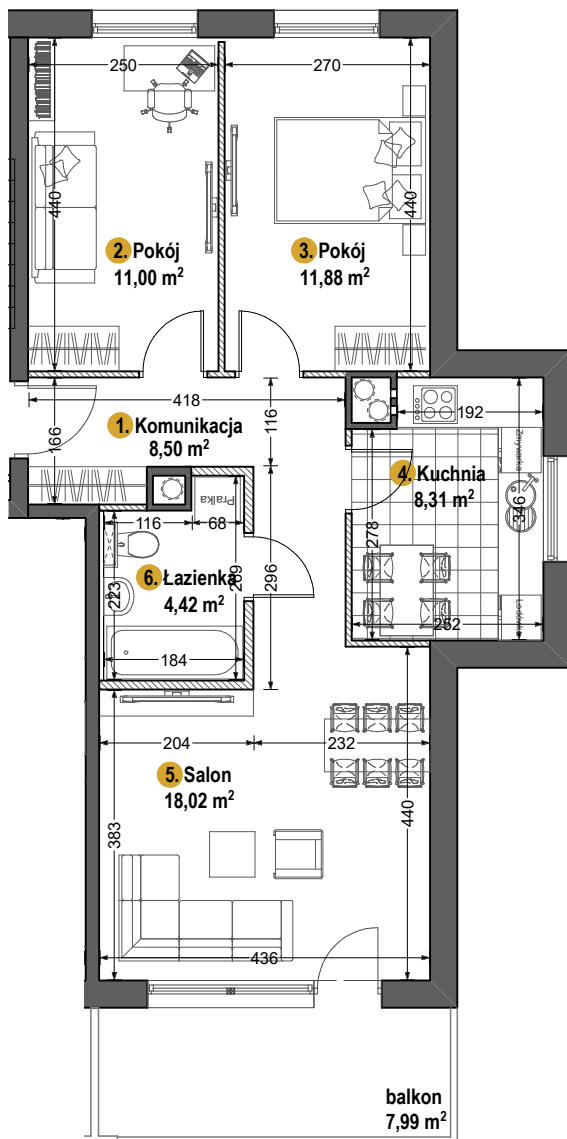 250
270
440
440
2. Pokój
11,00 m²
3. Pokój
11,88 m²
418
116
192
166
1. Komunikacja
8,50 m²
Zmywarka
4. Kuchnia
8,31 m²
346
278
Pralka
116
68
296
6. Łazienka
4,42 m²
223
269
Lodówka
252
184
204
232
5. Salon
18,02 m²
383
440
436
balkon
7,99 m²